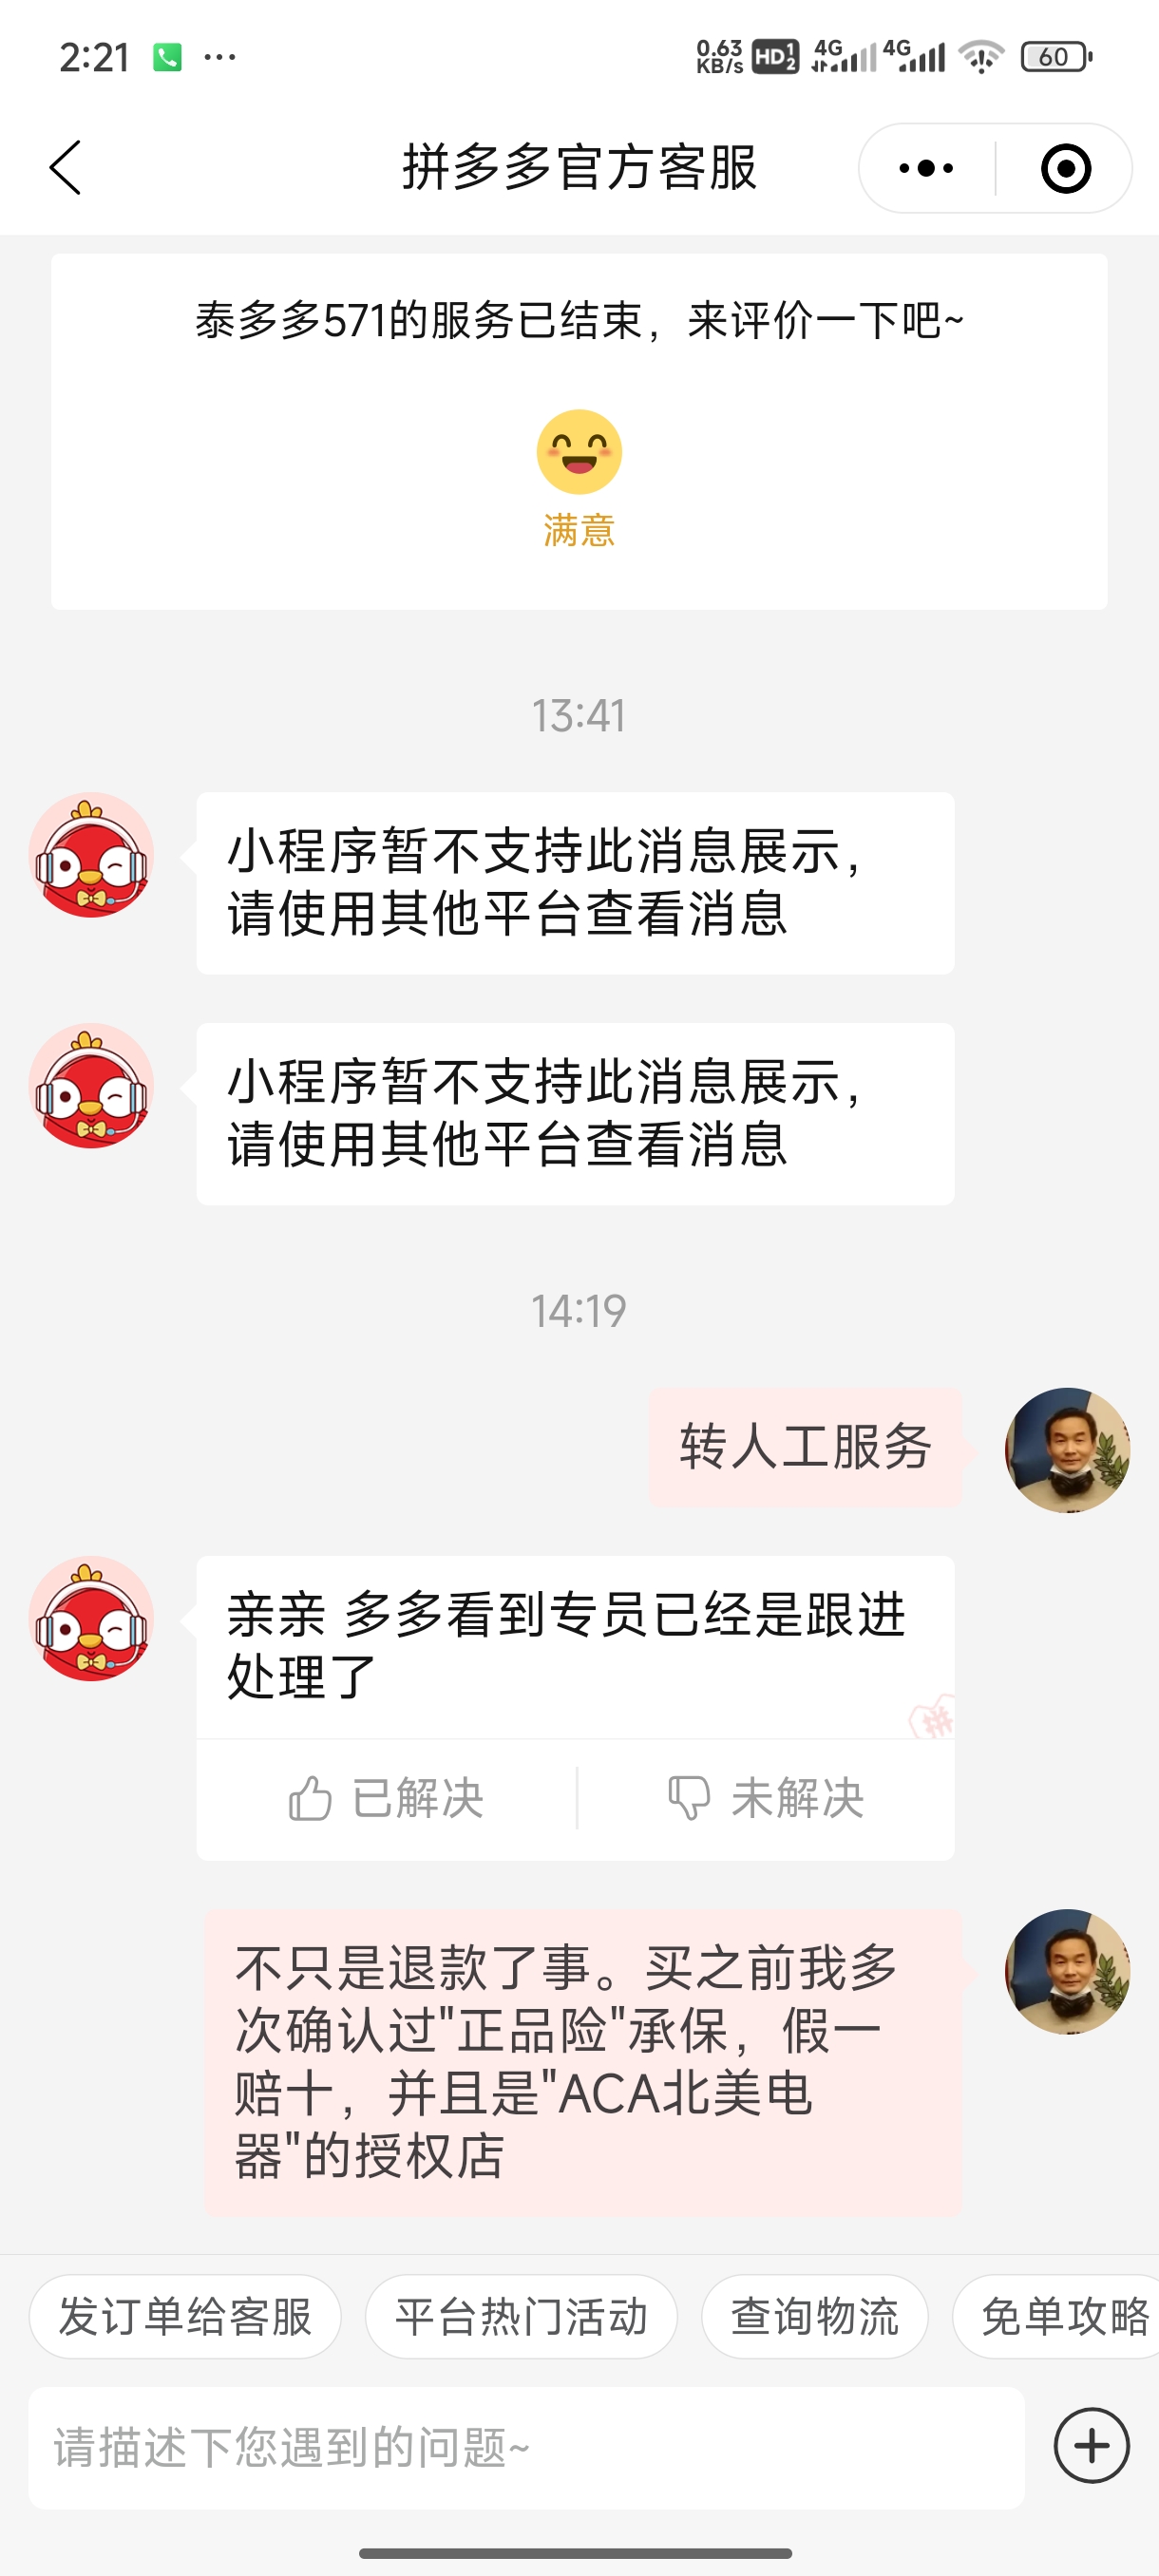 2:21
0.63
KB/s
HD 1 2
4G
4G
60
拼多多官方客服
泰多多571的服务已结束，来评价一下吧~
满意
13:41
小程序暂不支持此消息展示，
请使用其他平台查看消息
小程序暂不支持此消息展示，
请使用其他平台查看消息
14:19
转人工服务
亲亲 多多看到专员已经是跟进
处理了
已解决
未解决
不只是退款了事。买之前我多
次确认过"正品险"承保，假一
赔十，并且是"ACA北美电
器"的授权店
发订单给客服
平台热门活动
查询物流
免单攻略
请描述下您遇到的问题~